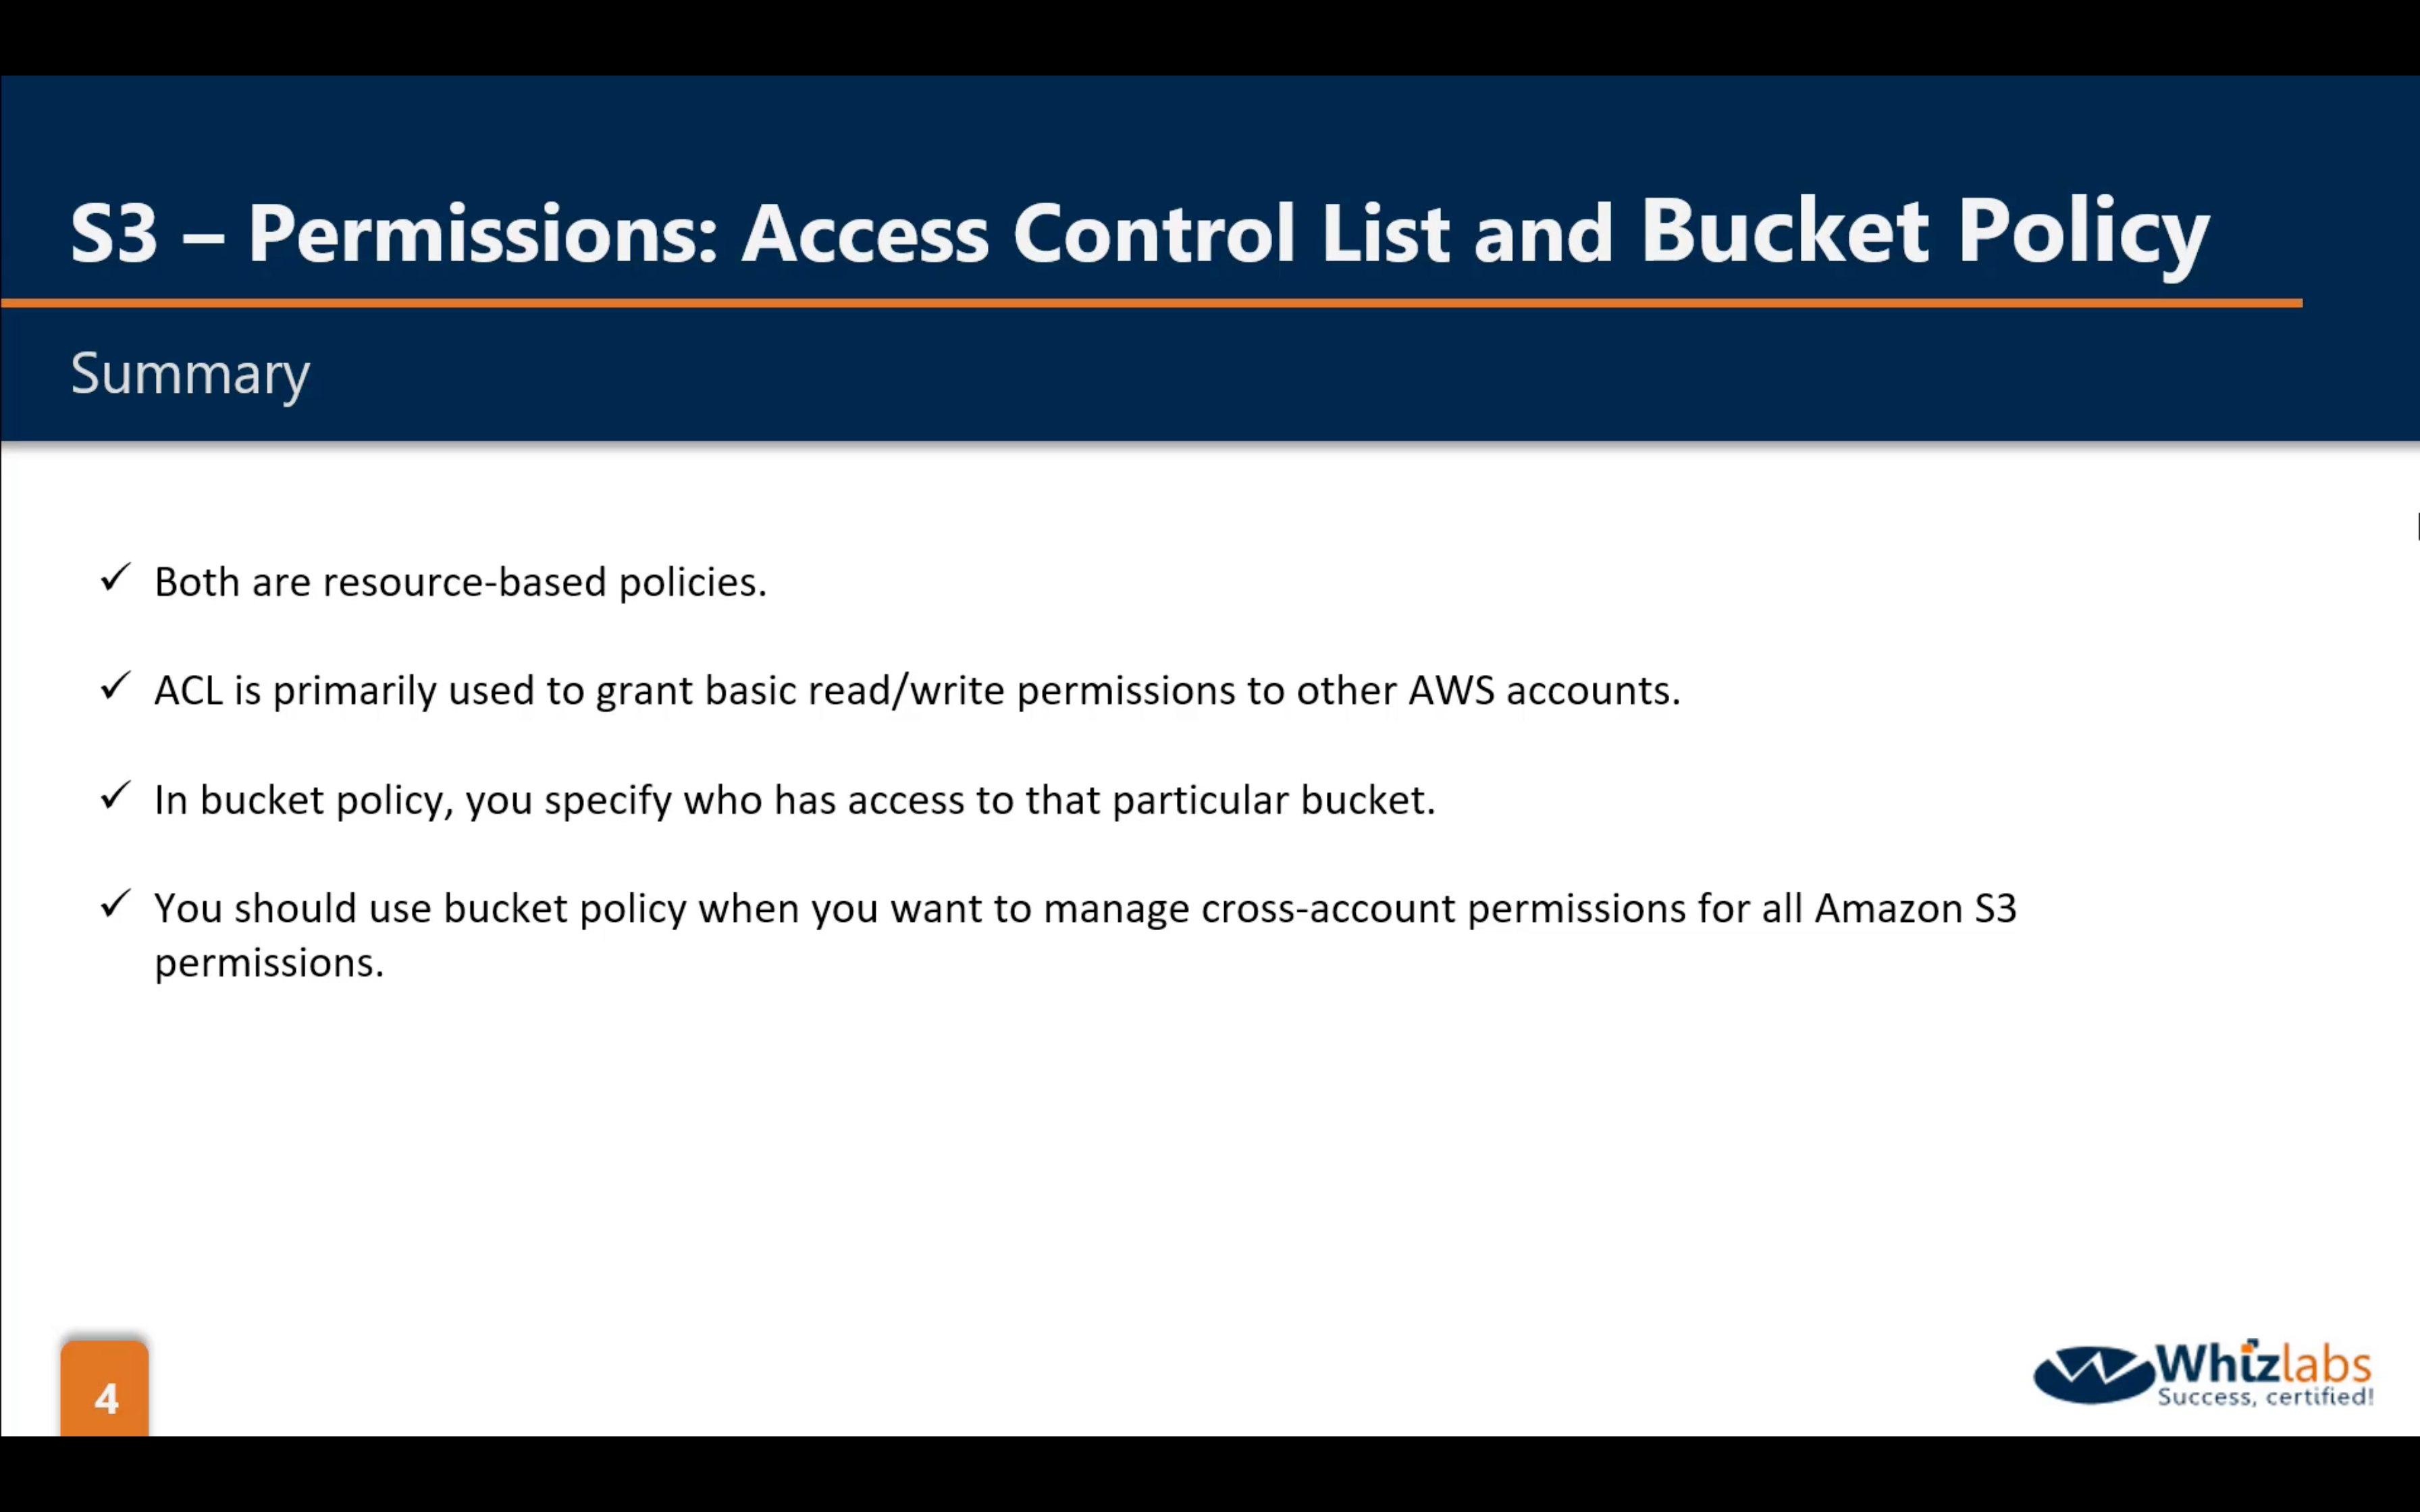 S3 – Permissions: Access Control List and Bucket Policy
Summary
✓ Both are resource-based policies.
✓ ACL is primarily used to grant basic read/write permissions to other AWS accounts.
✓ In bucket policy, you specify who has access to that particular bucket.
✓ You should use bucket policy when you want to manage cross-account permissions for all Amazon S3
permissions.
4
Whizlabs
Success, certified!